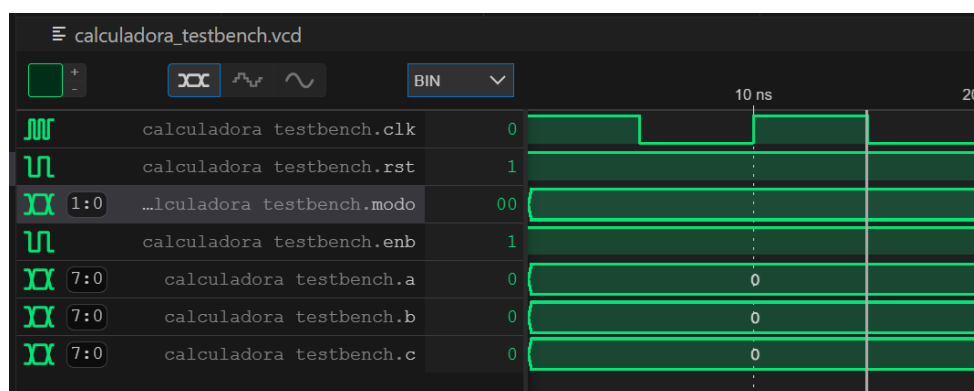 calculadora_testbench.vcd
+
-
BIN
10 ns
20
calculadora testbench.clk 0
calculadora testbench.rst 1
1:0 …lculadora testbench.modo 00
calculadora testbench.enb 1
7:0 calculadora testbench.a 0 0
7:0 calculadora testbench.b 0 0
7:0 calculadora testbench.c 0 0